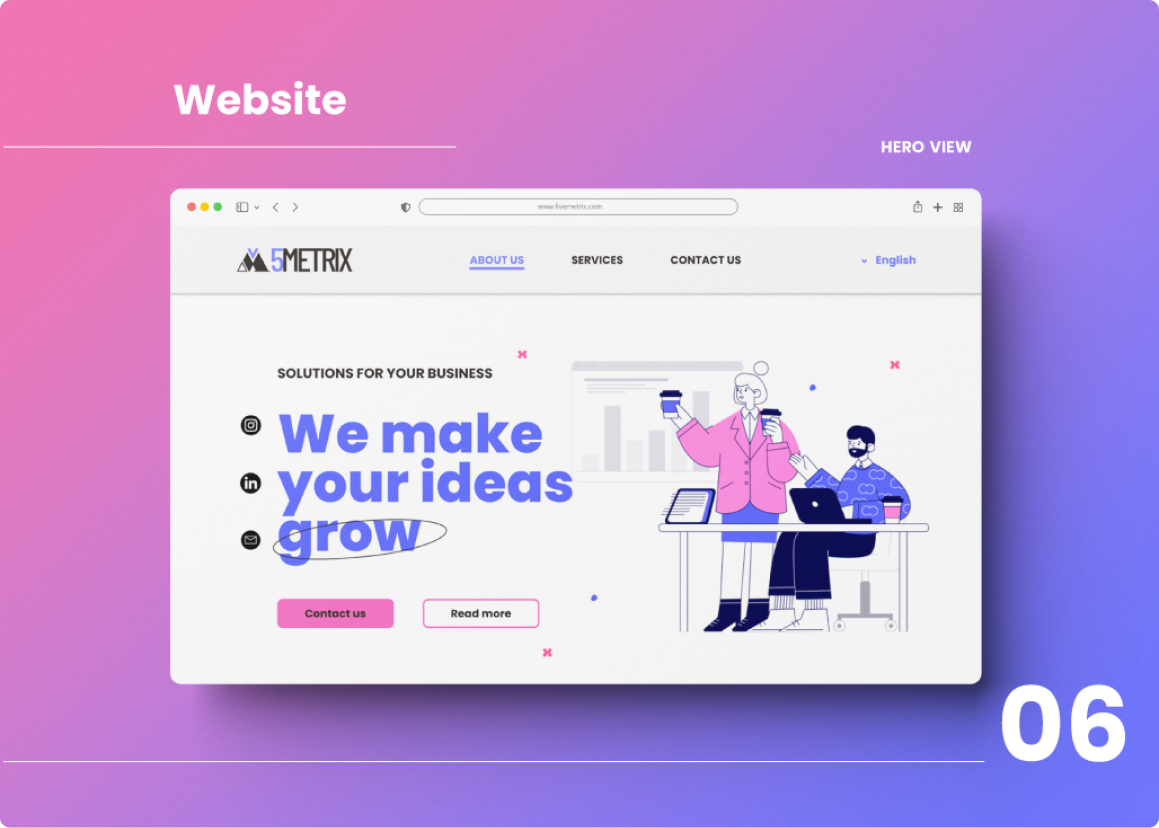 Website
HERO VIEW
www.fivemetrix.com
5METRIX
ABOUT US
SERVICES
CONTACT US
English
SOLUTIONS FOR YOUR BUSINESS
We make
your ideas
grow
Contact us
Read more
06